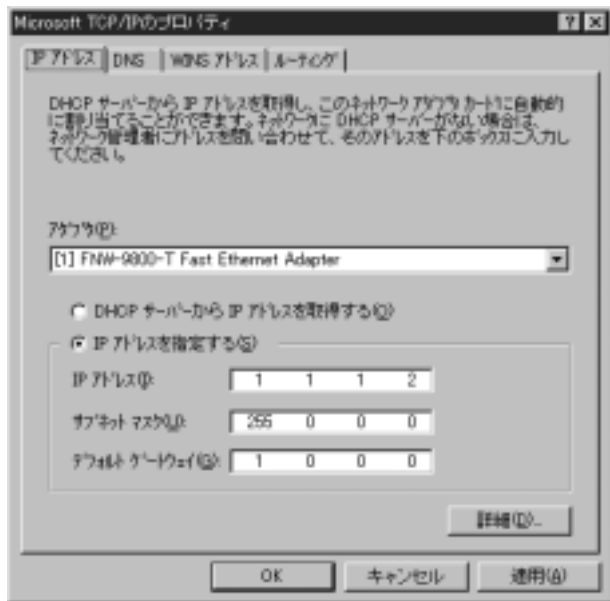 Microsoft TCP/IPのプロパティ
IP アドレス
DNS
WINS アドレス
ルーティング
DHCP サーバーから IP アドレスを取得し、このネットワーク アダプタ カードに自動的
に割り当てることができます。ネットワークに DHCP サーバーがない場合は、
ネットワーク管理者にアドレスを問い合わせて、そのアドレスを下のボックスに入力し
てください。
アダプタ(P):
[1] FNW-9800-T Fast Ethernet Adapter
DHCP サーバーから IP アドレスを取得する(O)
IP アドレスを指定する(S)
IP アドレス(I): 1 1 1 2
サブネット マスク(U): 255 0 0 0
デフォルト ゲートウェイ(G): 1 0 0 0
詳細(D)...
OK
キャンセル
適用(A)